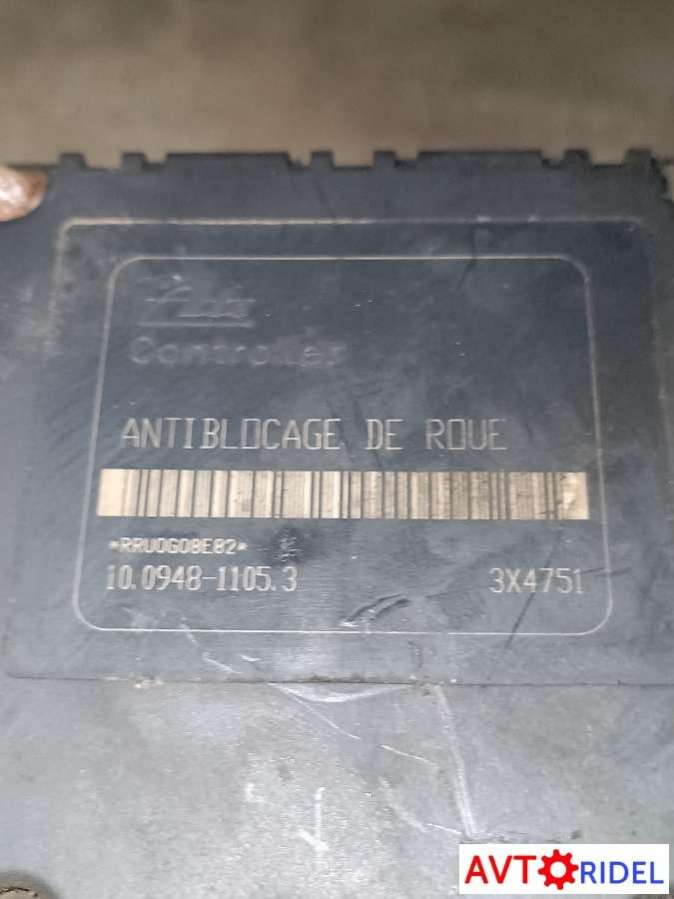 Controller
ANTIBLOCAGE DE ROUE
*RRU0G08E82*
10.0948-1105.3 3X4751
AVTORIDEL